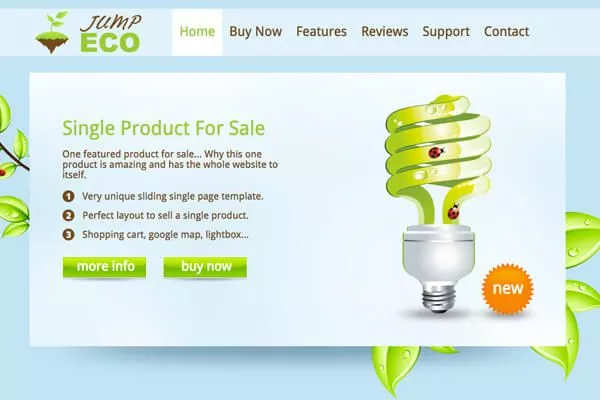 JUMP
ECO
Home Buy Now Features Reviews Support Contact
Single Product For Sale
One featured product for sale... Why this one
product is amazing and has the whole website to
itself.
1 Very unique sliding single page template.
2 Perfect layout to sell a single product.
3 Shopping cart, google map, lightbox...
more info buy now
new